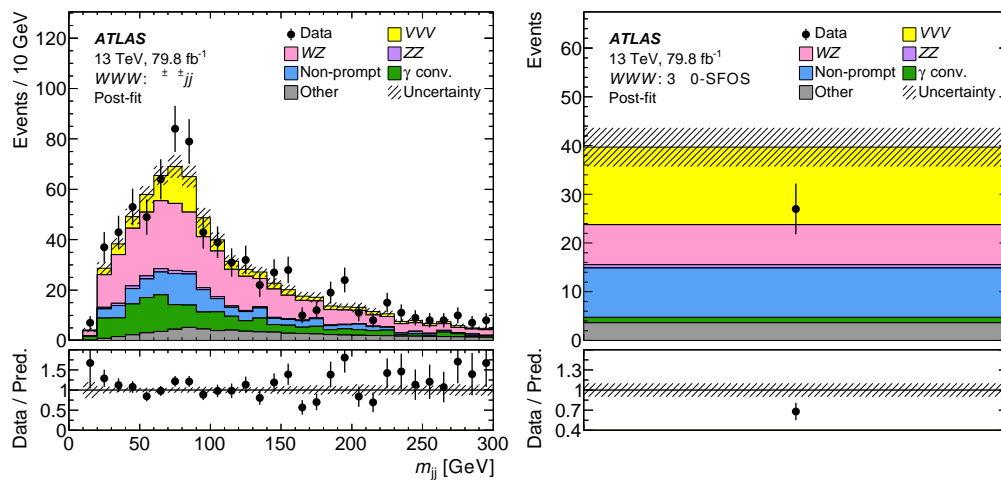 Events / 10 GeV
120
100
80
60
40
20
0
ATLAS
13 TeV, 79.8 fb⁻¹
WWW: ± ±jj
Post-fit
Data
VVV
WZ
ZZ
Non-prompt
γ conv.
Other
Uncertainty
Data / Pred.
1.5
1
0.5
0 50 100 150 200 250 300
m_jj [GeV]
Events
60
50
40
30
20
10
0
ATLAS
13 TeV, 79.8 fb⁻¹
WWW: 3 0-SFOS
Post-fit
Data
VVV
WZ
ZZ
Non-prompt
γ conv.
Other
Uncertainty
Data / Pred.
1.3
1
0.7
0.4